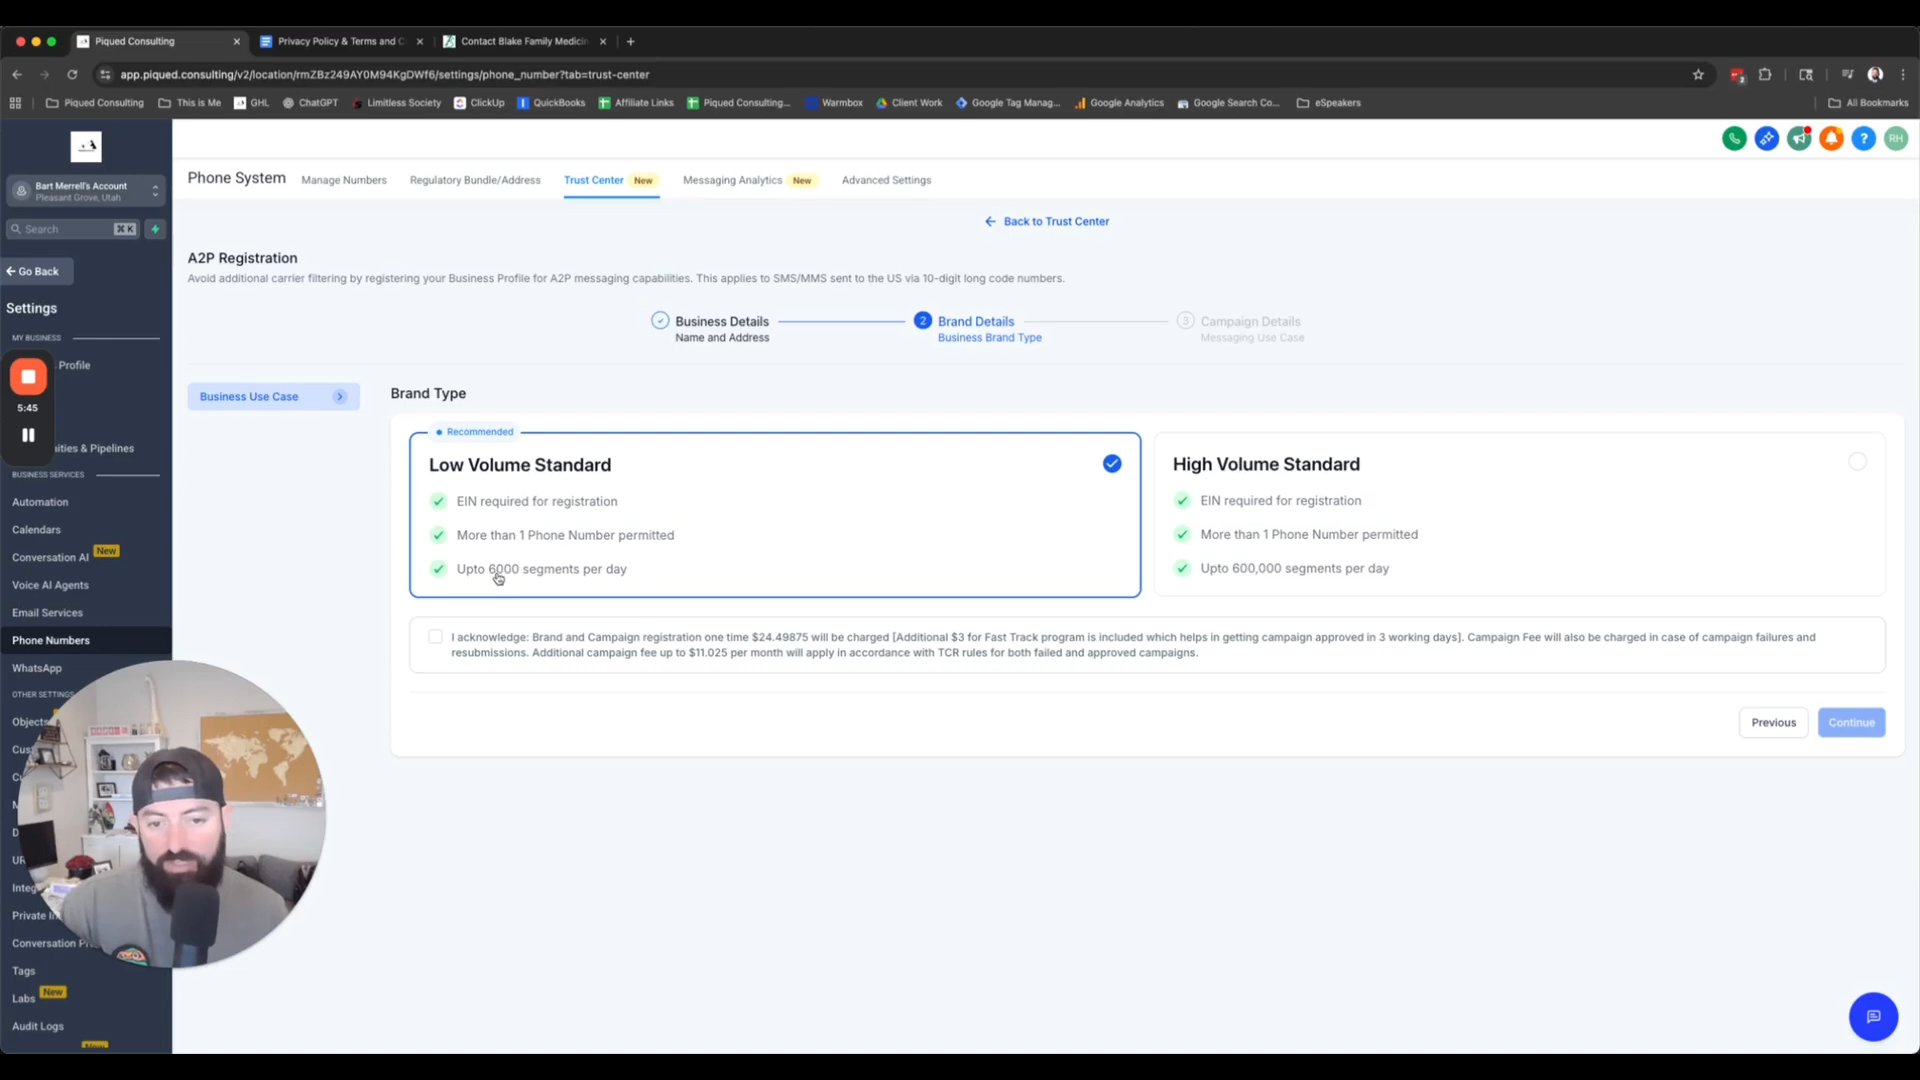 Piqued Consulting
Privacy Policy & Terms and C
Contact Blake Family Medicin
app.piqued.consulting/v2/location/rmZBz249AY0M94KgDWf6/settings/phone_number?tab=trust-center
Piqued Consulting
This is Me
GHL
ChatGPT
Limitless Society
ClickUp
QuickBooks
Affiliate Links
Piqued Consulting...
Warmbox
Client Work
Google Tag Manag...
Google Analytics
Google Search Co...
eSpeakers
All Bookmarks
Bart Merrell's Account
Pleasant Grove, Utah
Search
⌘ K
Go Back
Settings
MY BUSINESS
Profile
5:45
ities & Pipelines
BUSINESS SERVICES
Automation
Calendars
Conversation AI New
Voice AI Agents
Email Services
Phone Numbers
WhatsApp
OTHER SETTINGS
Objects
Cus
Integ
Private In
Conversation Pr
Tags
Labs New
Audit Logs
New
RH
Phone System
Manage Numbers
Regulatory Bundle/Address
Trust Center New
Messaging Analytics New
Advanced Settings
Back to Trust Center
A2P Registration
Avoid additional carrier filtering by registering your Business Profile for A2P messaging capabilities. This applies to SMS/MMS sent to the US via 10-digit long code numbers.
Business Details
Name and Address
2 Brand Details
Business Brand Type
3 Campaign Details
Messaging Use Case
Business Use Case
Brand Type
Recommended
Low Volume Standard
EIN required for registration
More than 1 Phone Number permitted
Upto 6000 segments per day
High Volume Standard
EIN required for registration
More than 1 Phone Number permitted
Upto 600,000 segments per day
I acknowledge: Brand and Campaign registration one time $24.49875 will be charged [Additional $3 for Fast Track program is included which helps in getting campaign approved in 3 working days]. Campaign Fee will also be charged in case of campaign failures and
resubmissions. Additional campaign fee up to $11.025 per month will apply in accordance with TCR rules for both failed and approved campaigns.
Previous
Continue